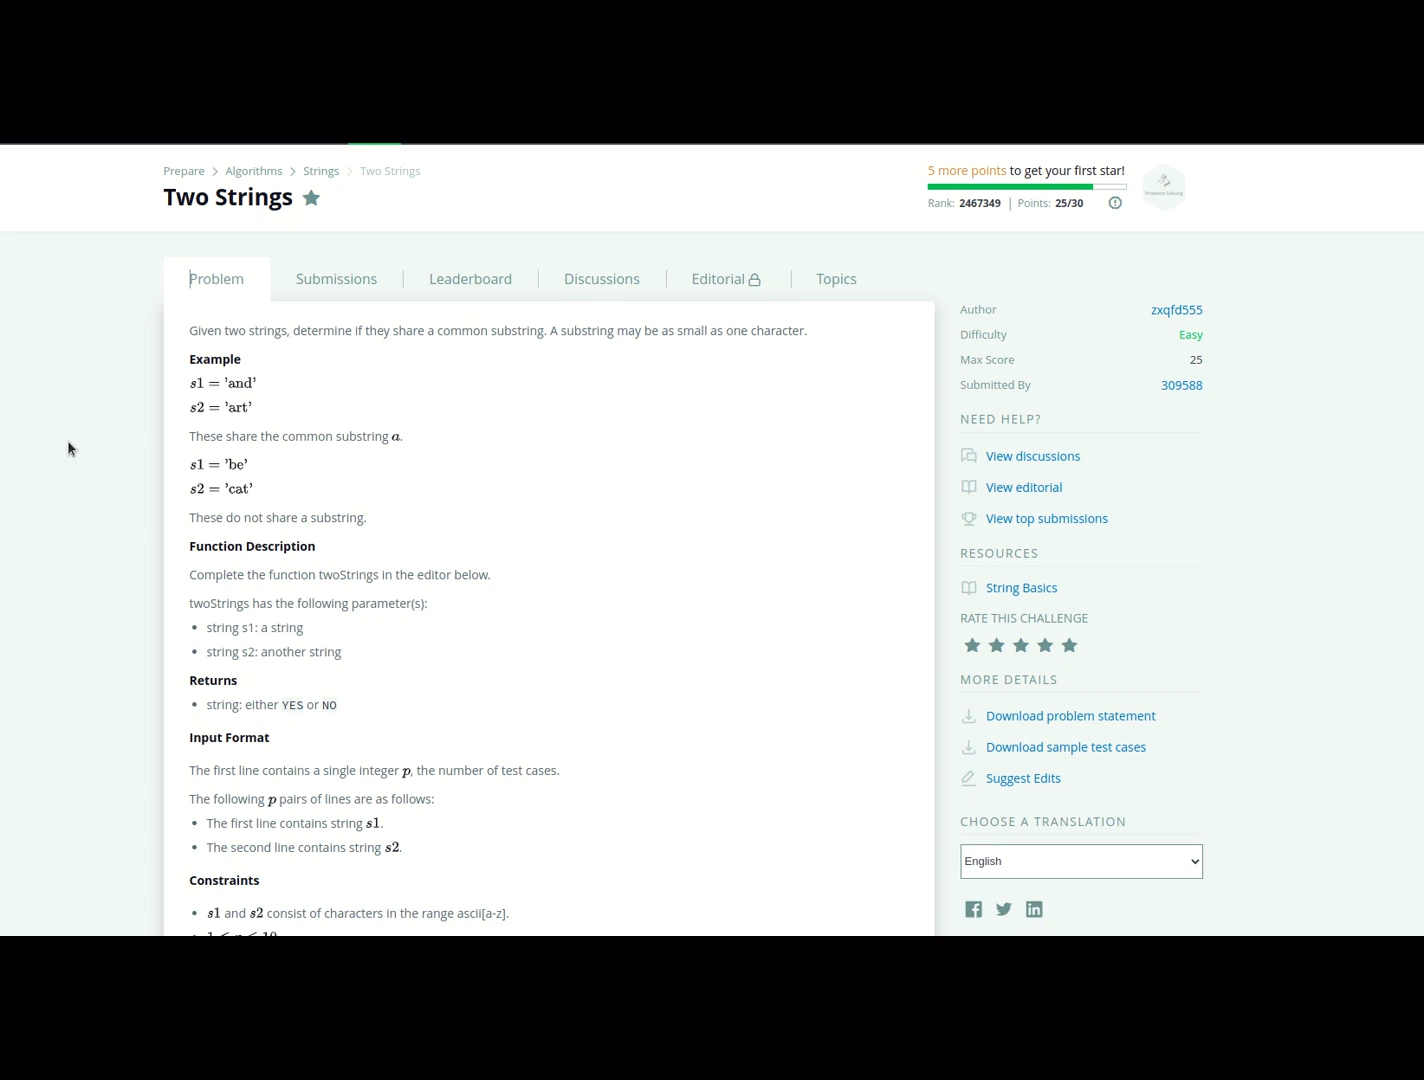 Prepare > Algorithms > Strings > Two Strings
Two Strings
5 more points to get your first star!
Rank: 2467349 | Points: 25/30
Problem Solving
Problem
Submissions
Leaderboard
Discussions
Editorial
Topics
Given two strings, determine if they share a common substring. A substring may be as small as one character.
Example
s1 = 'and'
s2 = 'art'
These share the common substring a.
s1 = 'be'
s2 = 'cat'
These do not share a substring.
Function Description
Complete the function twoStrings in the editor below.
twoStrings has the following parameter(s):
• string s1: a string
• string s2: another string
Returns
• string: either YES or NO
Input Format
The first line contains a single integer p, the number of test cases.
The following p pairs of lines are as follows:
• The first line contains string s1.
• The second line contains string s2.
Constraints
• s1 and s2 consist of characters in the range ascii[a-z].
Author zxqfd555
Difficulty Easy
Max Score 25
Submitted By 309588
NEED HELP?
View discussions
View editorial
View top submissions
RESOURCES
String Basics
RATE THIS CHALLENGE
MORE DETAILS
Download problem statement
Download sample test cases
Suggest Edits
CHOOSE A TRANSLATION
English